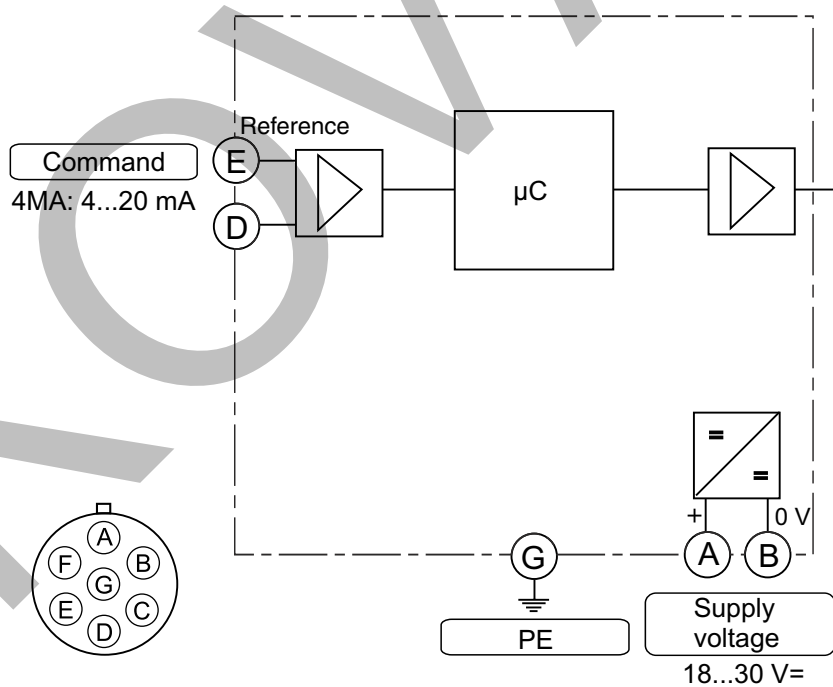 Reference
Command
E
4MA: 4...20 mA
D
µC
+
0 V
A
F
B
G
E
C
D
G
A
B
PE
Supply
voltage
18...30 V=